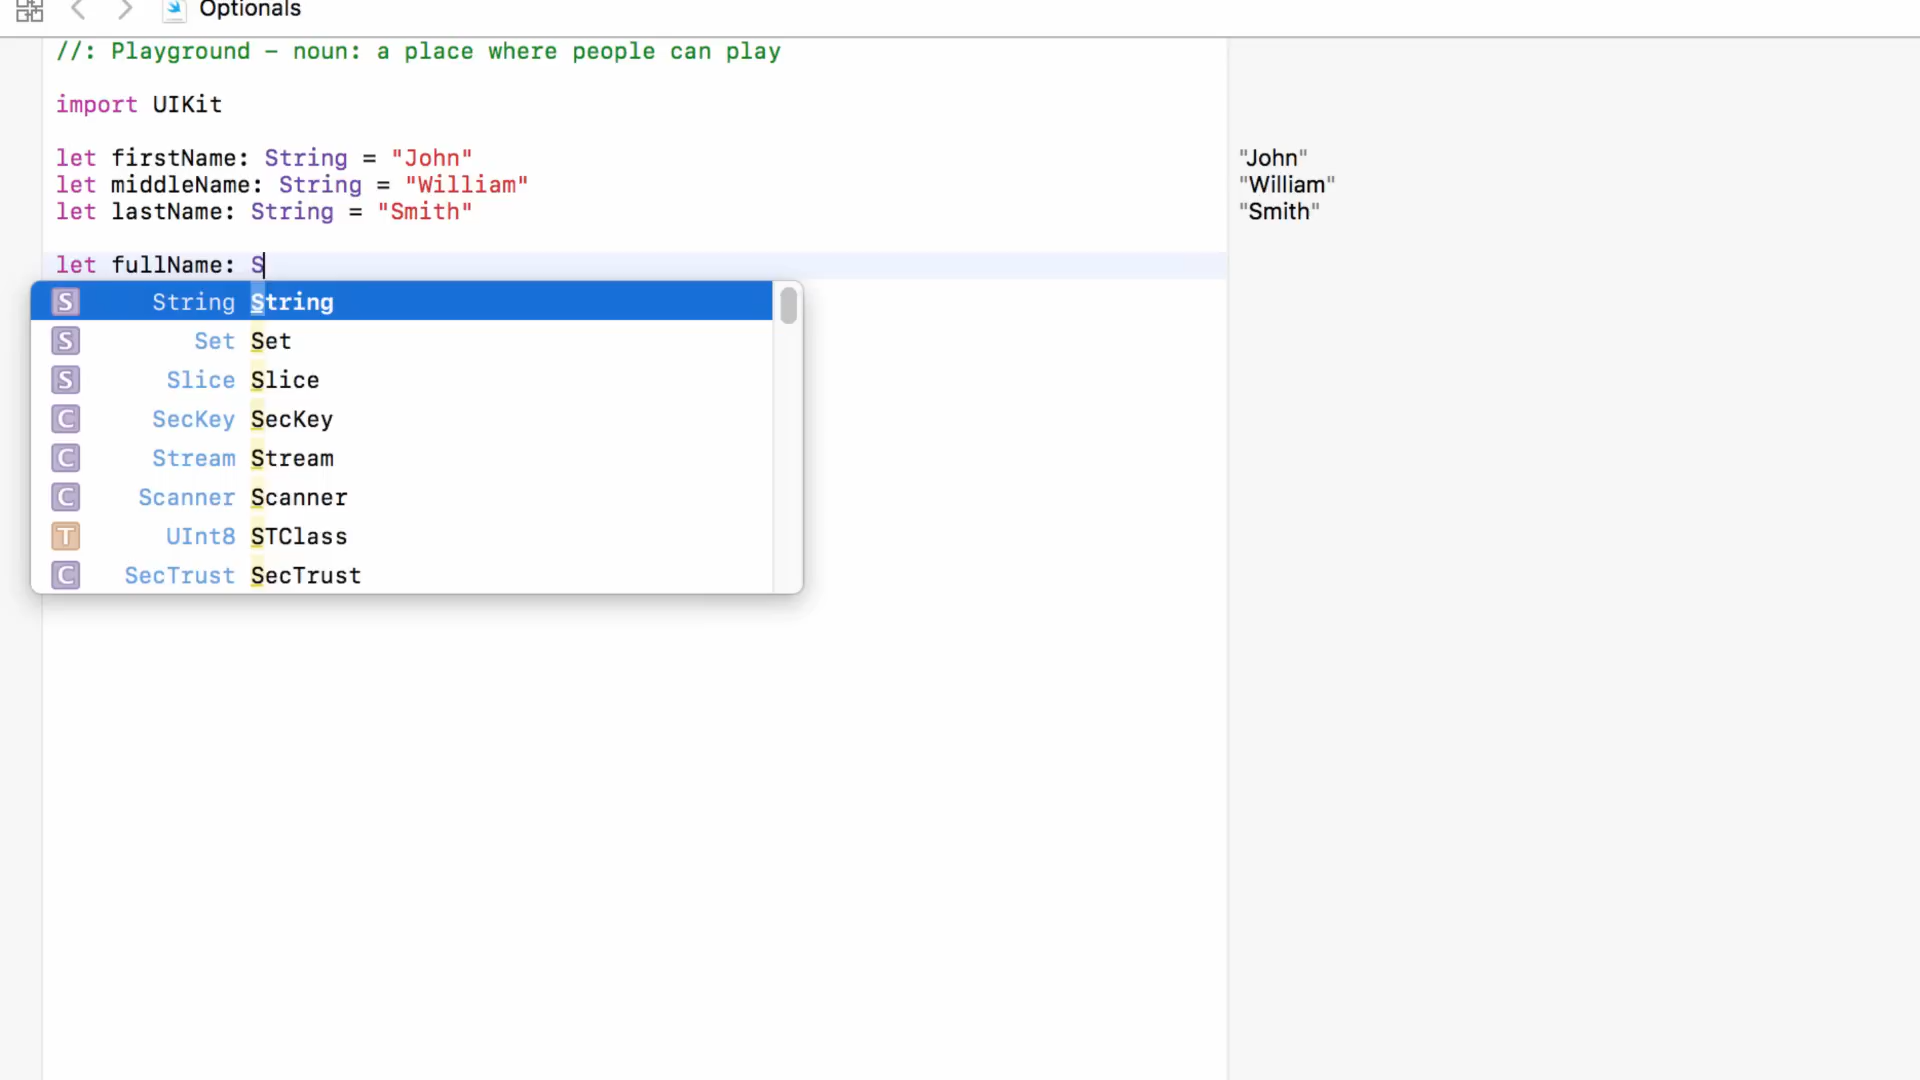 Optionals
//: Playground – noun: a place where people can play
import UIKit
let firstName: String = "John"
"John"
let middleName: String = "William"
"William"
let lastName: String = "Smith"
"Smith"
let fullName: S
S String String
S Set Set
S Slice Slice
C SecKey SecKey
C Stream Stream
C Scanner Scanner
T UInt8 STClass
C SecTrust SecTrust